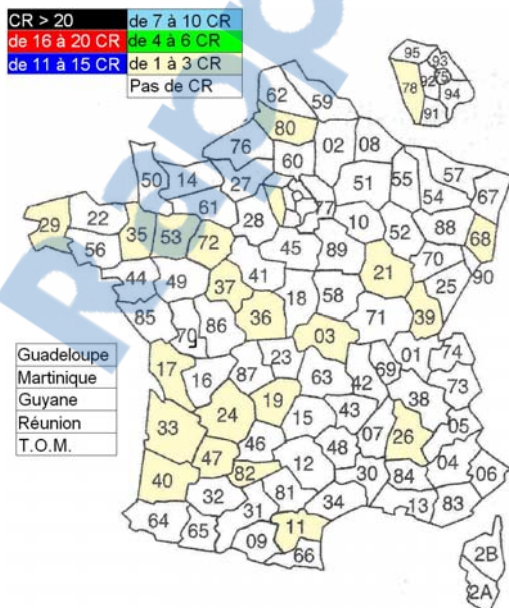 CR > 20 de 7 à 10 CR
de 16 à 20 CR de 4 à 6 CR
de 11 à 15 CR de 1 à 3 CR
Pas de CR
95 93
78 92 75 94
91
62 59
80
76 60 02 08
50 14 27 51 55 57
61 77 54 67
29 22 35 53 28 10 52 88 68
56 72 45 89 70 90
44 49 37 41 21 25
18 58 39
85 70 86 36 71
03
Guadeloupe
Martinique
Guyane
Réunion
T.O.M.
17 16 87 23 63 42 69 01 74
38 73
24 19 15 43 07 26 05
33 47 46 48 04 06
40 82 12 30 84
32 81 34 13 83
64 65 31 11
09 66
2B
2A
Rapp